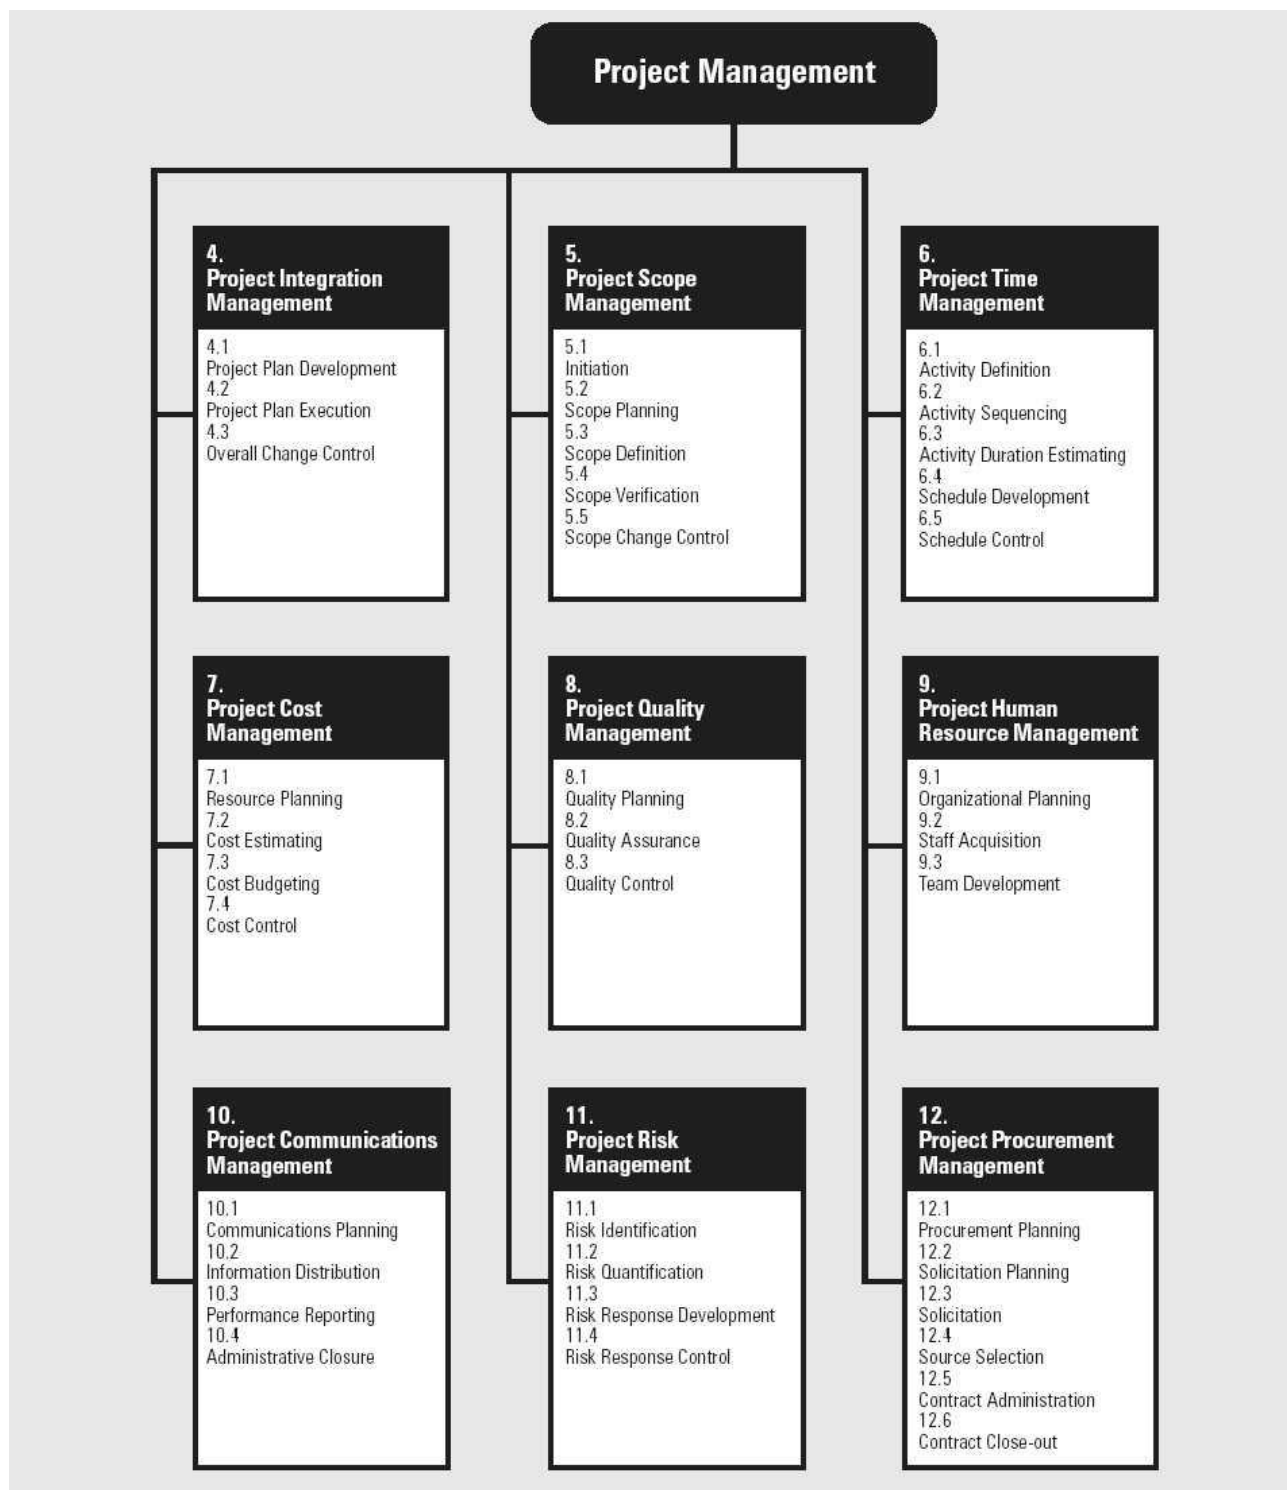 Project Management
4.
Project Integration
Management
4.1
Project Plan Development
4.2
Project Plan Execution
4.3
Overall Change Control
5.
Project Scope
Management
5.1
Initiation
5.2
Scope Planning
5.3
Scope Definition
5.4
Scope Verification
5.5
Scope Change Control
6.
Project Time
Management
6.1
Activity Definition
6.2
Activity Sequencing
6.3
Activity Duration Estimating
6.4
Schedule Development
6.5
Schedule Control
7.
Project Cost
Management
7.1
Resource Planning
7.2
Cost Estimating
7.3
Cost Budgeting
7.4
Cost Control
8.
Project Quality
Management
8.1
Quality Planning
8.2
Quality Assurance
8.3
Quality Control
9.
Project Human
Resource Management
9.1
Organizational Planning
9.2
Staff Acquisition
9.3
Team Development
10.
Project Communications
Management
10.1
Communications Planning
10.2
Information Distribution
10.3
Performance Reporting
10.4
Administrative Closure
11.
Project Risk
Management
11.1
Risk Identification
11.2
Risk Quantification
11.3
Risk Response Development
11.4
Risk Response Control
12.
Project Procurement
Management
12.1
Procurement Planning
12.2
Solicitation Planning
12.3
Solicitation
12.4
Source Selection
12.5
Contract Administration
12.6
Contract Close-out